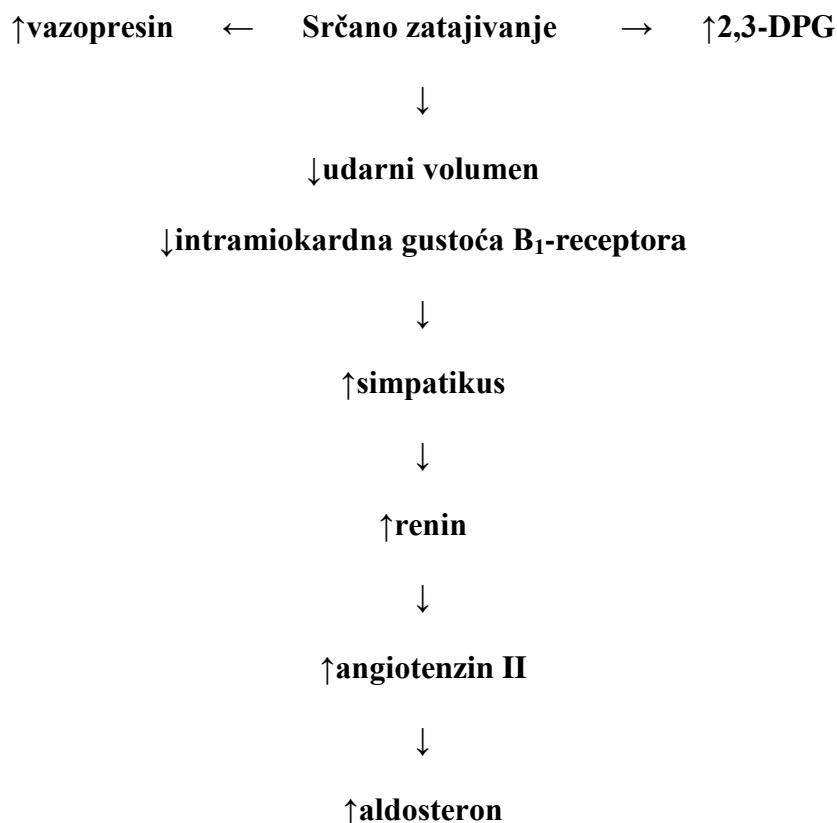 ↑vazopresin ← Srčano zatajivanje → ↑2,3-DPG
↓
↓udarni volumen
↓intramiokardna gustoća B₁-receptora
↓
↑simpatikus
↓
↑renin
↓
↑angiotenzin II
↓
↑aldosteron